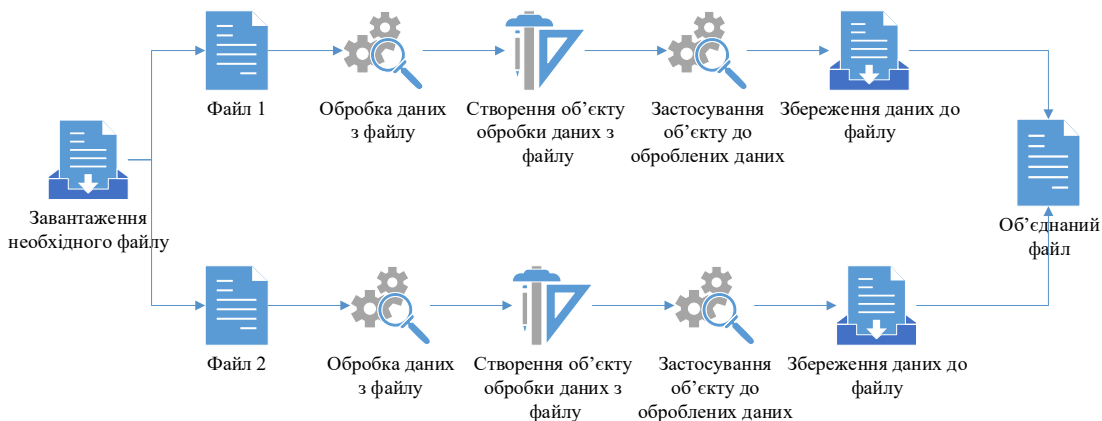 Файл 1
Обробка даних
з файлу
Створення об’єкту
обробки даних з
файлу
Застосування
об’єкту до
оброблених даних
Збереження даних до
файлу
Завантаження
необхідного файлу
Об’єднаний
файл
Файл 2
Обробка даних
з файлу
Створення об’єкту
обробки даних з
файлу
Застосування
об’єкту до
оброблених даних
Збереження даних до
файлу